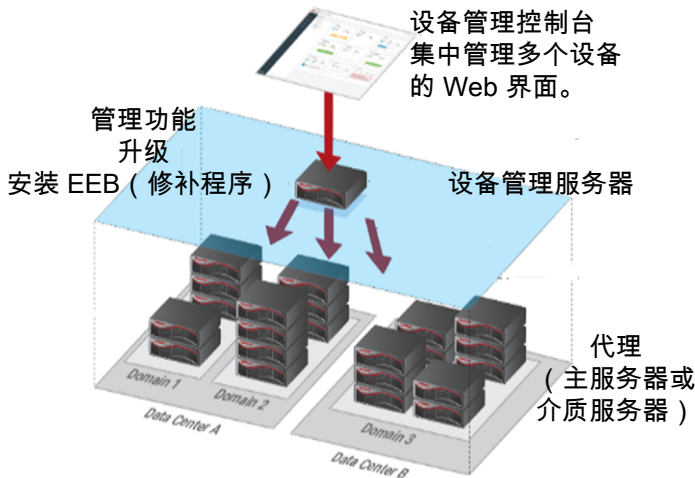 设备管理控制台
集中管理多个设备
的 Web 界面。
管理功能
升级
安装 EEB（修补程序）
设备管理服务器
代理
（主服务器或
介质服务器）
Domain 1
Domain 2
Data Center A
Domain 3
Data Center B